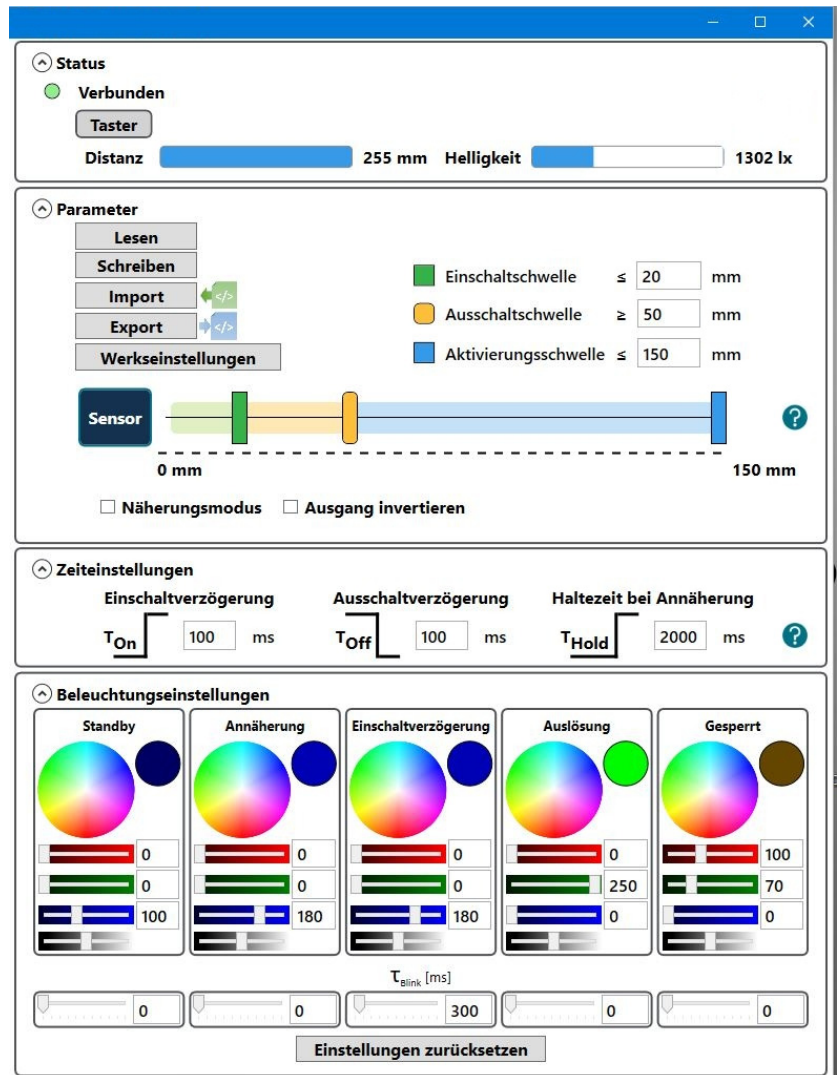 Status
Verbunden
Taster
Distanz 255 mm Helligkeit 1302 lx
Parameter
Lesen
Schreiben
Import </>
Export </>
Werkseinstellungen
Einschaltschwelle ≤ 20 mm
Ausschaltschwelle ≥ 50 mm
Aktivierungsschwelle ≤ 150 mm
Sensor ?
0 mm 150 mm
Näherungsmodus Ausgang invertieren
Zeiteinstellungen
Einschaltverzögerung Ausschaltverzögerung Haltezeit bei Annäherung
TOn 100 ms TOff 100 ms THold 2000 ms ?
Beleuchtungseinstellungen
Standby Annäherung Einschaltverzögerung Auslösung Gesperrt
0 0 0 0 100
0 0 0 250 70
100 180 180 0 0
τBlink [ms]
0 0 300 0 0
Einstellungen zurücksetzen